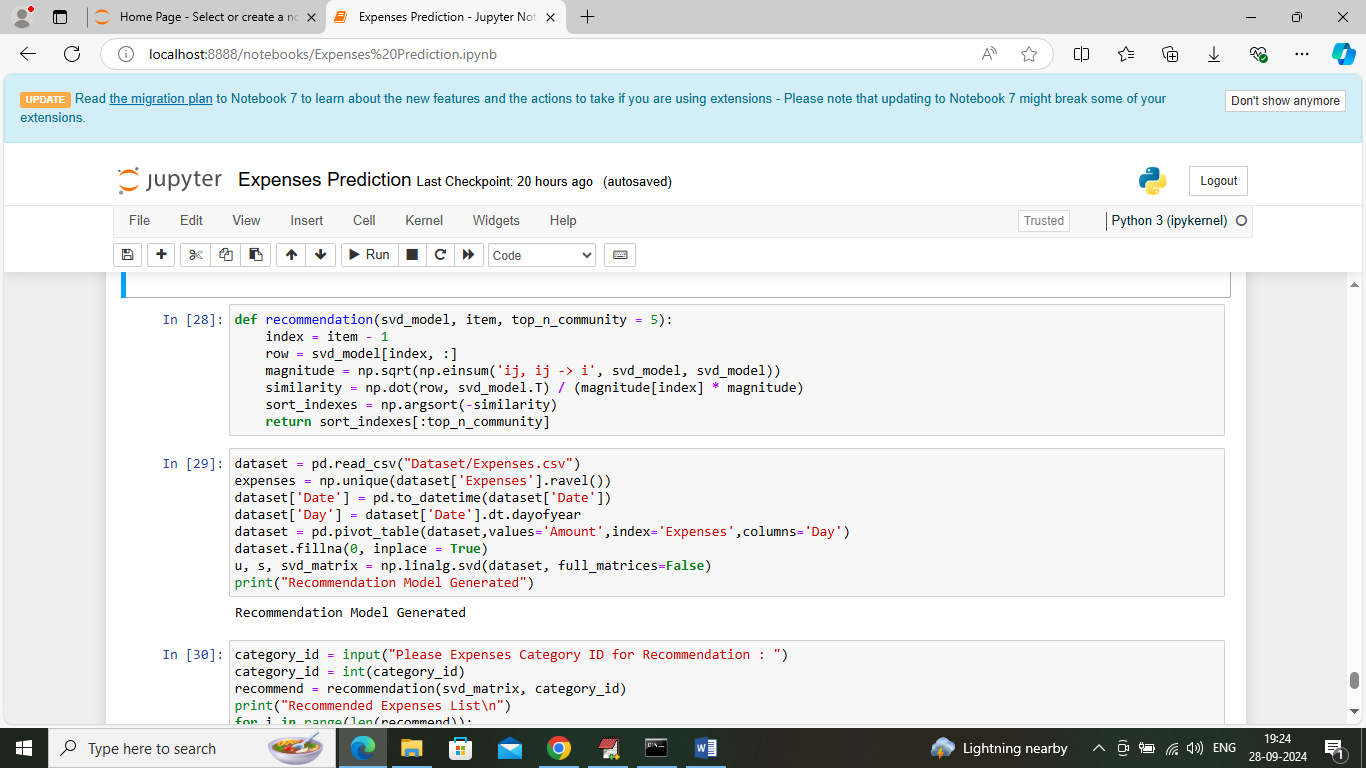 Home Page - Select or create a no
Expenses Prediction - Jupyter Not
localhost:8888/notebooks/Expenses%20Prediction.ipynb
UPDATE Read the migration plan to Notebook 7 to learn about the new features and the actions to take if you are using extensions - Please note that updating to Notebook 7 might break some of your
extensions.
Don't show anymore
jupyter Expenses Prediction Last Checkpoint: 20 hours ago (autosaved)
Logout
File Edit View Insert Cell Kernel Widgets Help
Trusted
Python 3 (ipykernel)
Run
Code
In [28]: def recommendation(svd_model, item, top_n_community = 5):
    index = item - 1
    row = svd_model[index, :]
    magnitude = np.sqrt(np.einsum('ij, ij -> i', svd_model, svd_model))
    similarity = np.dot(row, svd_model.T) / (magnitude[index] * magnitude)
    sort_indexes = np.argsort(-similarity)
    return sort_indexes[:top_n_community]
In [29]: dataset = pd.read_csv("Dataset/Expenses.csv")
expenses = np.unique(dataset['Expenses'].ravel())
dataset['Date'] = pd.to_datetime(dataset['Date'])
dataset['Day'] = dataset['Date'].dt.dayofyear
dataset = pd.pivot_table(dataset,values='Amount',index='Expenses',columns='Day')
dataset.fillna(0, inplace = True)
u, s, svd_matrix = np.linalg.svd(dataset, full_matrices=False)
print("Recommendation Model Generated")
Recommendation Model Generated
In [30]: category_id = input("Please Expenses Category ID for Recommendation : ")
category_id = int(category_id)
recommend = recommendation(svd_matrix, category_id)
print("Recommended Expenses List\n")
for i in range(len(recommend)):
Type here to search
Lightning nearby
ENG
19:24
28-09-2024
1